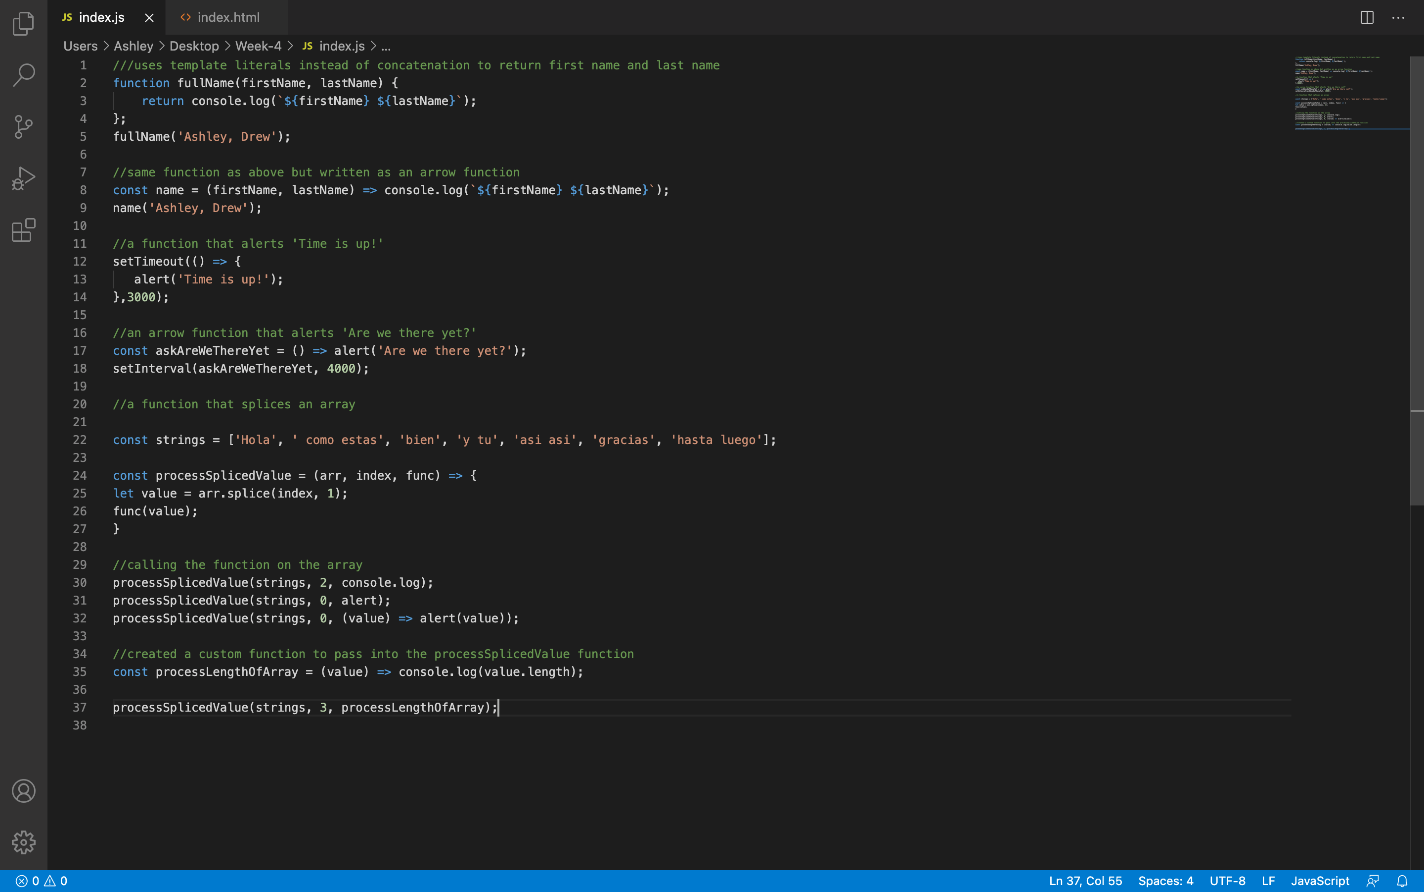 JS index.js × <> index.html ···
Users > Ashley > Desktop > Week-4 > JS index.js > ...
1 ///uses template literals instead of concatenation to return first name and last name
2 function fullName(firstName, lastName) {
3     return console.log(`${firstName} ${lastName}`);
4 };
5 fullName('Ashley, Drew');
6
7 //same function as above but written as an arrow function
8 const name = (firstName, lastName) => console.log(`${firstName} ${lastName}`);
9 name('Ashley, Drew');
10
11 //a function that alerts 'Time is up!'
12 setTimeout(() => {
13    alert('Time is up!');
14 },3000);
15
16 //an arrow function that alerts 'Are we there yet?'
17 const askAreWeThereYet = () => alert('Are we there yet?');
18 setInterval(askAreWeThereYet, 4000);
19
20 //a function that splices an array
21
22 const strings = ['Hola', ' como estas', 'bien', 'y tu', 'asi asi', 'gracias', 'hasta luego'];
23
24 const processSplicedValue = (arr, index, func) => {
25 let value = arr.splice(index, 1);
26 func(value);
27 }
28
29 //calling the function on the array
30 processSplicedValue(strings, 2, console.log);
31 processSplicedValue(strings, 0, alert);
32 processSplicedValue(strings, 0, (value) => alert(value));
33
34 //created a custom function to pass into the processSplicedValue function
35 const processLengthOfArray = (value) => console.log(value.length);
36
37 processSplicedValue(strings, 3, processLengthOfArray);
38
0 0 Ln 37, Col 55 Spaces: 4 UTF-8 LF JavaScript